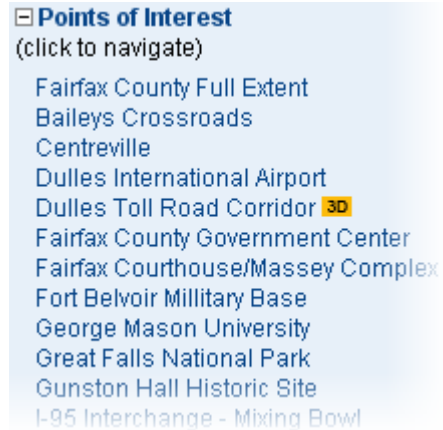 Points of Interest
(click to navigate)
Fairfax County Full Extent
Baileys Crossroads
Centreville
Dulles International Airport
Dulles Toll Road Corridor 3D
Fairfax County Government Center
Fairfax Courthouse/Massey Complex
Fort Belvoir Millitary Base
George Mason University
Great Falls National Park
Gunston Hall Historic Site
I-95 Interchange - Mixing Bowl